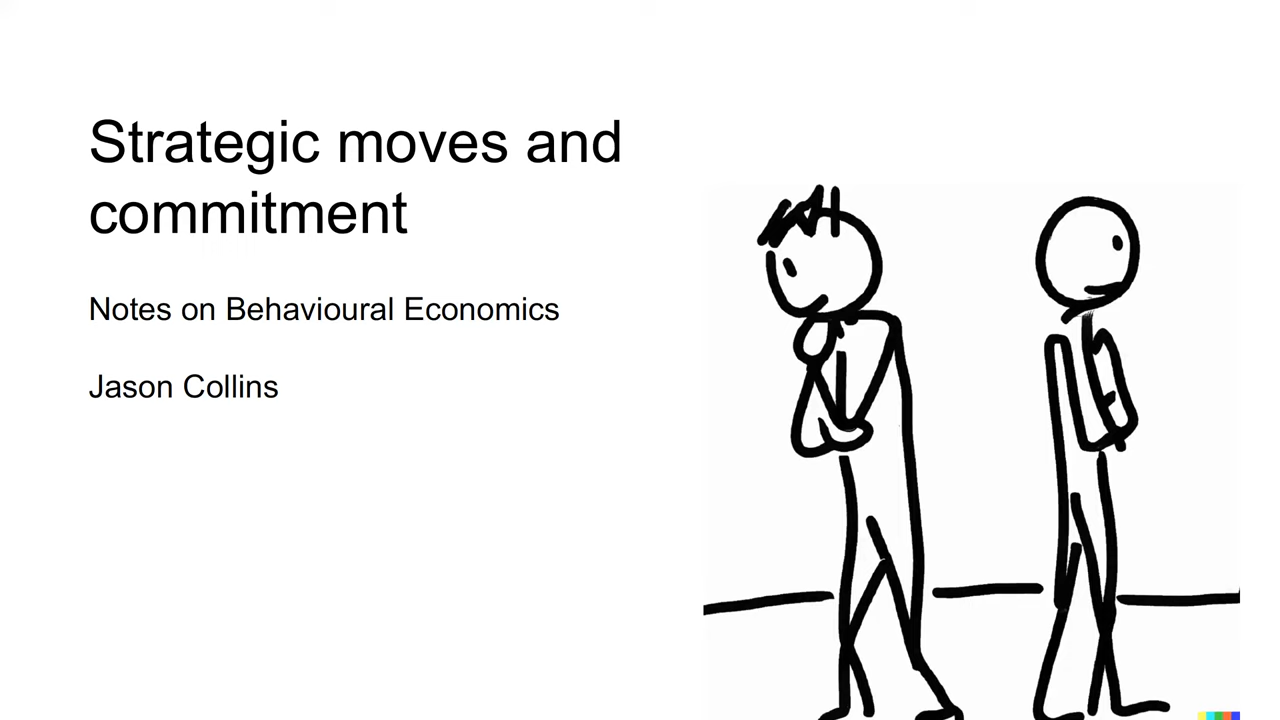 Strategic moves and
commitment
Notes on Behavioural Economics
Jason Collins